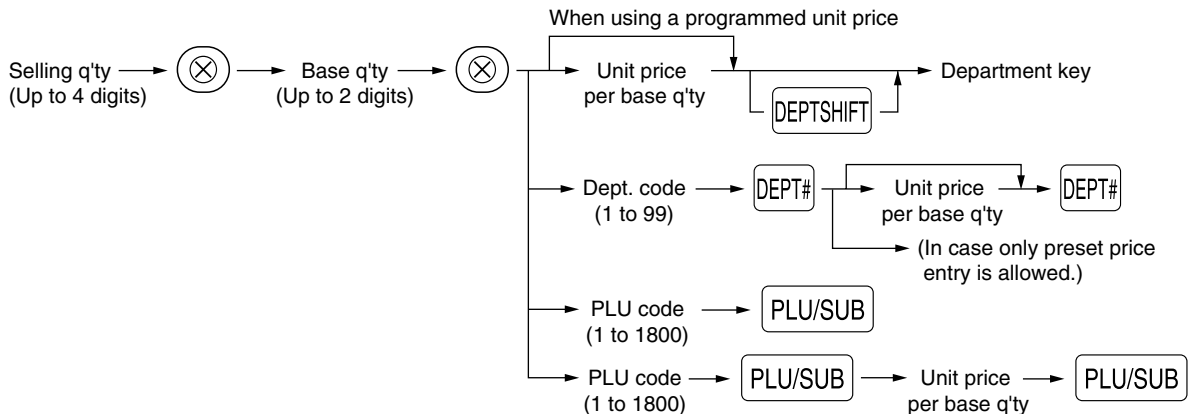 When using a programmed unit price
Selling q'ty
(Up to 4 digits)
Base q'ty
(Up to 2 digits)
Unit price
per base q'ty
DEPTSHIFT
Department key
Dept. code
(1 to 99)
DEPT#
Unit price
per base q'ty
DEPT#
(In case only preset price
entry is allowed.)
PLU code
(1 to 1800)
PLU/SUB
PLU code
(1 to 1800)
PLU/SUB
Unit price
per base q'ty
PLU/SUB